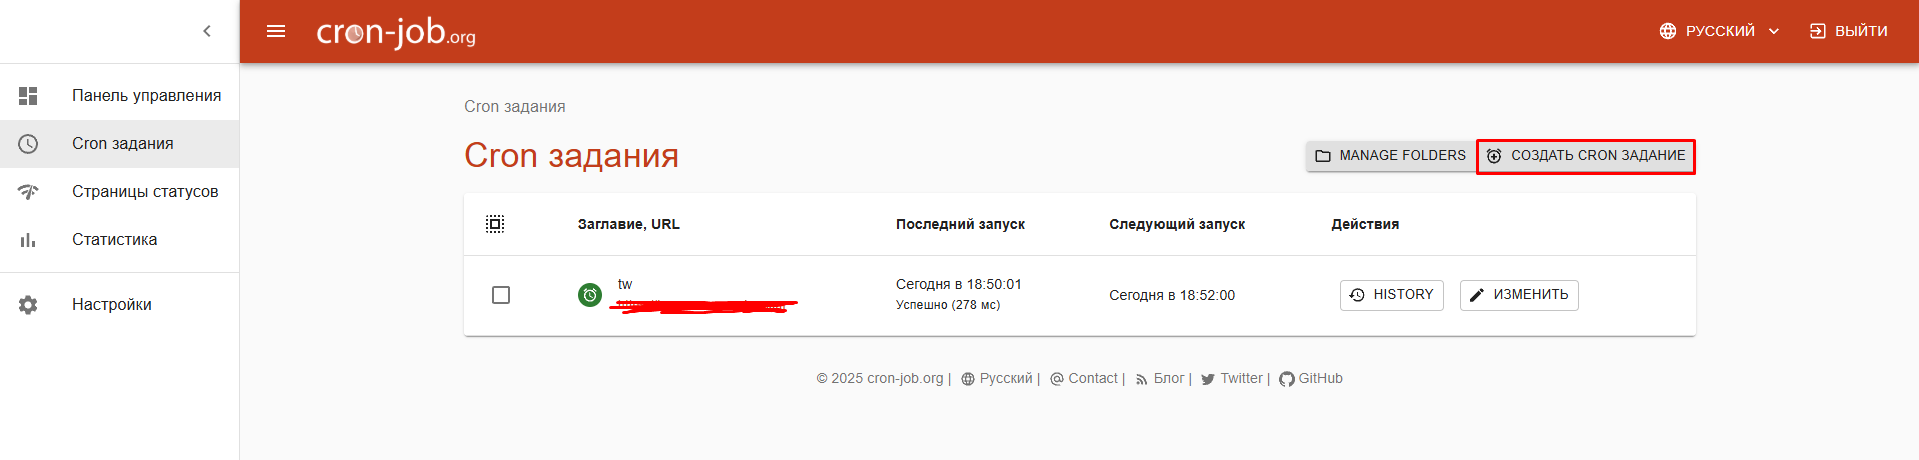 cron-job.org
РУССКИЙ
ВЫЙТИ
Панель управления
Cron задания
Страницы статусов
Статистика
Настройки
Cron задания
Cron задания
MANAGE FOLDERS
СОЗДАТЬ CRON ЗАДАНИЕ
Заглавие, URL Последний запуск Следующий запуск Действия
tw
Сегодня в 18:50:01
Успешно (278 мс)
Сегодня в 18:52:00
HISTORY
ИЗМЕНИТЬ
© 2025 cron-job.org | Русский | Contact | Блог | Twitter | GitHub